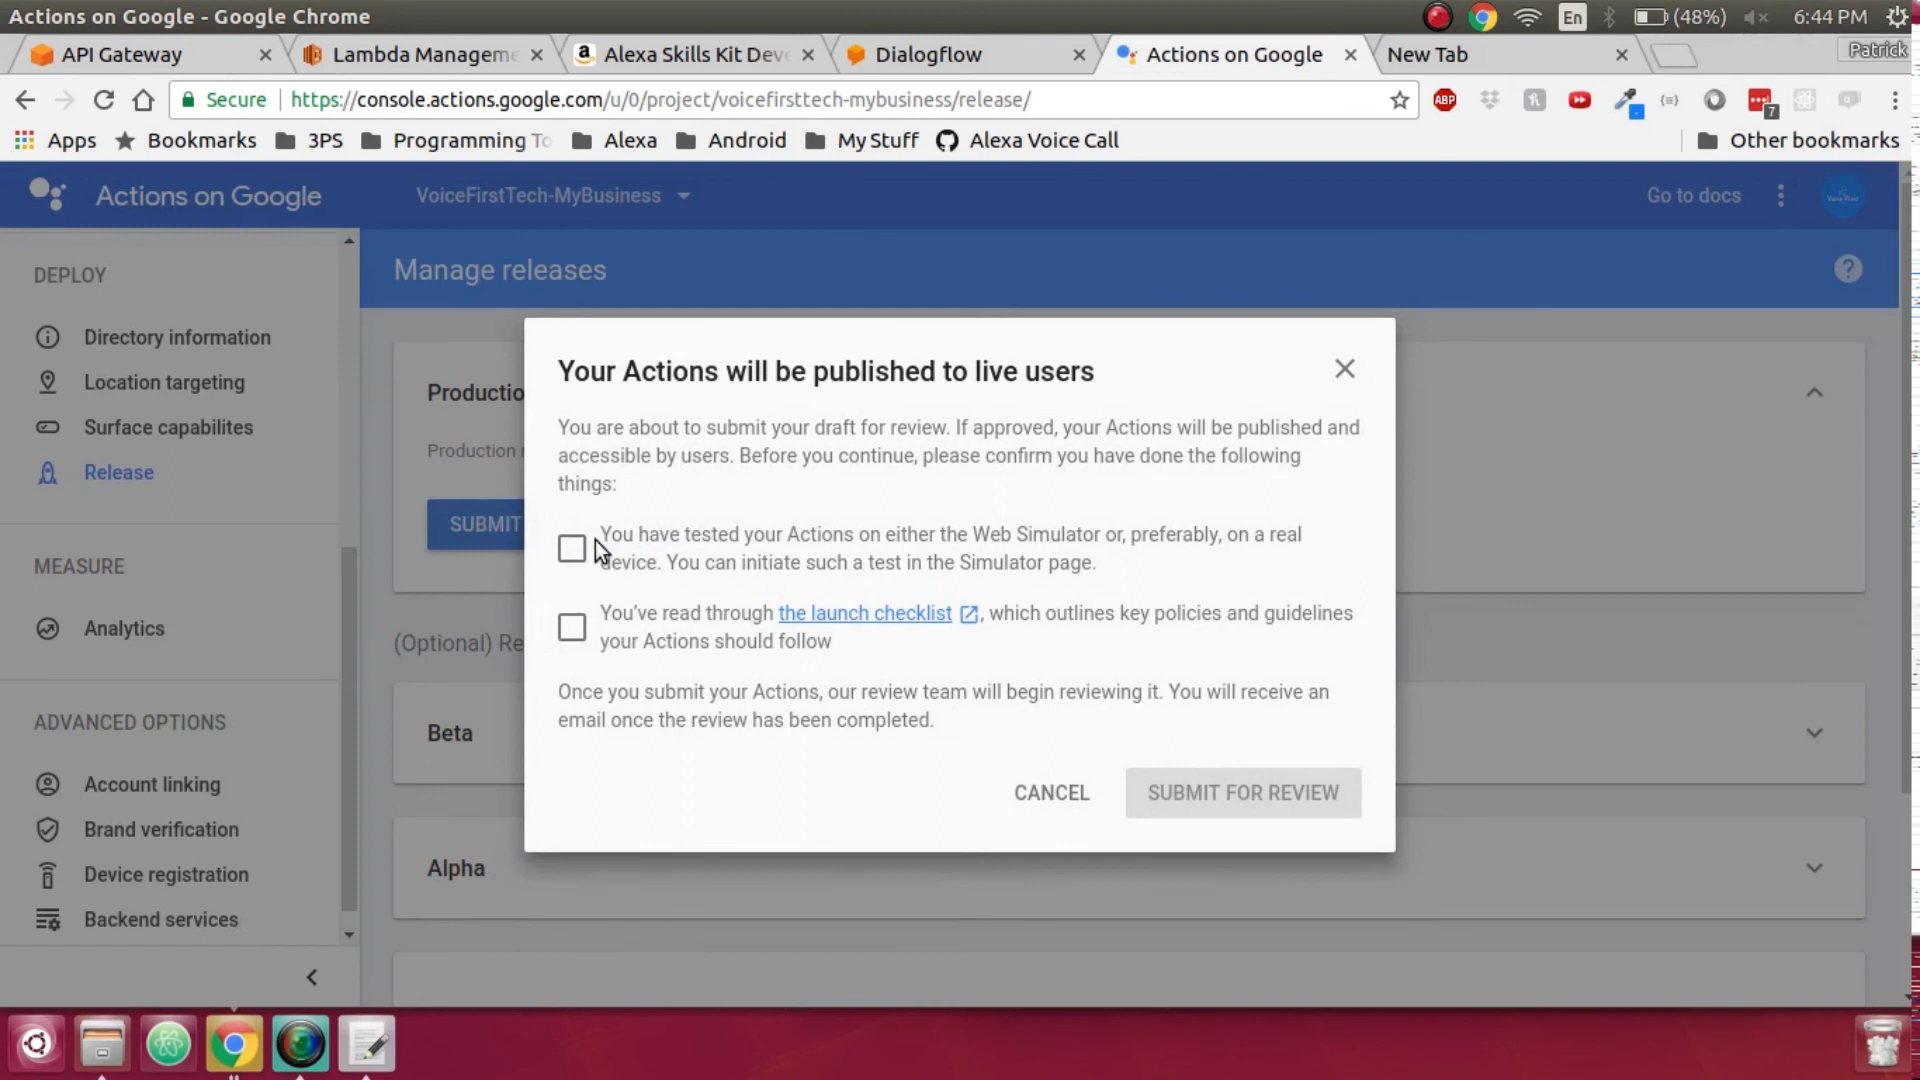 Actions on Google - Google Chrome
En
(48%)
6:44 PM
API Gateway
Lambda Manageme
Alexa Skills Kit Deve
Dialogflow
Actions on Google
New Tab
Patrick
Secure
https://console.actions.google.com/u/0/project/voicefirsttech-mybusiness/release/
ABP
7
Apps
Bookmarks
3PS
Programming To
Alexa
Android
My Stuff
Alexa Voice Call
Other bookmarks
Actions on Google
VoiceFirstTech-MyBusiness
Go to docs
DEPLOY
Directory information
Location targeting
Surface capabilites
Release
MEASURE
Analytics
ADVANCED OPTIONS
Account linking
Brand verification
Device registration
Backend services
Manage releases
Productio
Production
SUBMIT
(Optional) Re
Beta
Alpha
Your Actions will be published to live users
You are about to submit your draft for review. If approved, your Actions will be published and
accessible by users. Before you continue, please confirm you have done the following
things:
You have tested your Actions on either the Web Simulator or, preferably, on a real
device. You can initiate such a test in the Simulator page.
You've read through the launch checklist, which outlines key policies and guidelines
your Actions should follow
Once you submit your Actions, our review team will begin reviewing it. You will receive an
email once the review has been completed.
CANCEL
SUBMIT FOR REVIEW